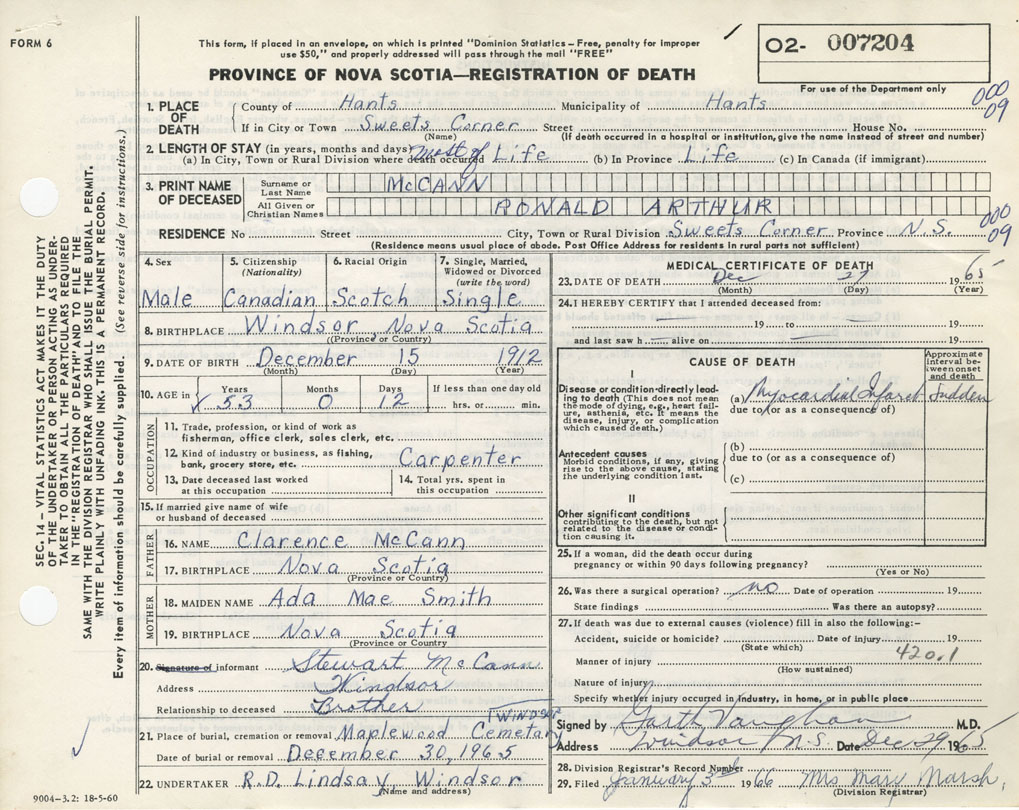 FORM 6
This form, if placed in an envelope, on which is printed "Dominion Statistics – Free, penalty for improper
use $50," and properly addressed will pass through the mail "FREE"
02- 007204
PROVINCE OF NOVA SCOTIA—REGISTRATION OF DEATH
For use of the Department only
1. PLACE OF DEATH County of Hants Municipality of Hants 000 09
If in City or Town Sweets Corner Street House No.
(Name) (If death occurred in a hospital or institution, give the name instead of street and number)
2. LENGTH OF STAY (in years, months and days)
(a) In City, Town or Rural Division where death occurred most of Life (b) In Province Life (c) In Canada (if immigrant)
3. PRINT NAME OF DECEASED Surname or Last Name McCANN
All Given or Christian Names RONALD ARTHUR
RESIDENCE No Street City, Town or Rural Division Sweets Corner Province N.S. 000 09
(Residence means usual place of abode. Post Office Address for residents in rural parts not sufficient)
4. Sex Male
5. Citizenship (Nationality) Canadian
6. Racial Origin Scotch
7. Single, Married, Widowed or Divorced (write the word) Single
8. BIRTHPLACE Windsor, Nova Scotia
(Province or Country)
9. DATE OF BIRTH December 15 1912
(Month) (Day) (Year)
10. AGE in Years 53 Months 0 Days 12 If less than one day old
hrs. or min.
OCCUPATION
11. Trade, profession, or kind of work as
fisherman, office clerk, sales clerk, etc.
12. Kind of industry or business, as fishing,
bank, grocery store, etc. Carpenter
13. Date deceased last worked
at this occupation
14. Total yrs. spent in
this occupation
15. If married give name of wife
or husband of deceased
FATHER
16. NAME Clarence McCann
17. BIRTHPLACE Nova Scotia
(Province or Country)
MOTHER
18. MAIDEN NAME Ada Mae Smith
19. BIRTHPLACE Nova Scotia
(Province or Country)
20. Signature of informant Stewart McCann
Address Windsor
Relationship to deceased Brother
21. Place of burial, cremation or removal Maplewood Cemetary WINDSOR
Date of burial or removal December 30, 1965
22. UNDERTAKER R.D. Lindsay, Windsor
(Name and address)
MEDICAL CERTIFICATE OF DEATH
23. DATE OF DEATH Dec 27 1965
(Month) (Day) (Year)
24. I HEREBY CERTIFY that I attended deceased from:
19 to 19
and last saw h alive on 19
CAUSE OF DEATH
Approximate interval between onset and death
I
Disease or condition directly leading to death (This does not mean the mode of dying, e.g., heart failure, asthenia, etc. It means the disease, injury, or complication which caused death.)
(a) Myocardial Infarct Sudden
due to (or as a consequence of)
Antecedent causes
Morbid conditions, if any, giving rise to the above cause, stating the underlying condition last.
(b)
due to (or as a consequence of)
(c)
II
Other significant conditions
contributing to the death, but not related to the disease or condition causing it.
25. If a woman, did the death occur during
pregnancy or within 90 days following pregnancy?
(Yes or No)
26. Was there a surgical operation? no Date of operation 19
State findings Was there an autopsy?
27. If death was due to external causes (violence) fill in also the following:-
Accident, suicide or homicide? Date of injury 19
(State which)
Manner of injury 420.1
(How sustained)
Nature of injury
Specify whether injury occurred in industry, in home, or in public place
Signed by Garth Vaughan M.D.
Address Windsor N.S. Date Dec 29 1965
28. Division Registrar's Record Number
29. Filed January 3rd 1966 Mrs Mary Marsh,
(Division Registrar)
9004-3.2: 18-5-60
SEC. 14 – VITAL STATISTICS ACT MAKES IT THE DUTY
OF THE UNDERTAKER OR PERSON ACTING AS UNDER-
TAKER TO OBTAIN ALL THE PARTICULARS REQUIRED
IN THE "REGISTRATION OF DEATH" AND TO FILE THE
SAME WITH THE DIVISION REGISTRAR WHO SHALL ISSUE THE BURIAL PERMIT.
WRITE PLAINLY WITH UNFADING INK. THIS IS A PERMANENT RECORD.
Every item of information should be carefully supplied. (See reverse side for instructions.)